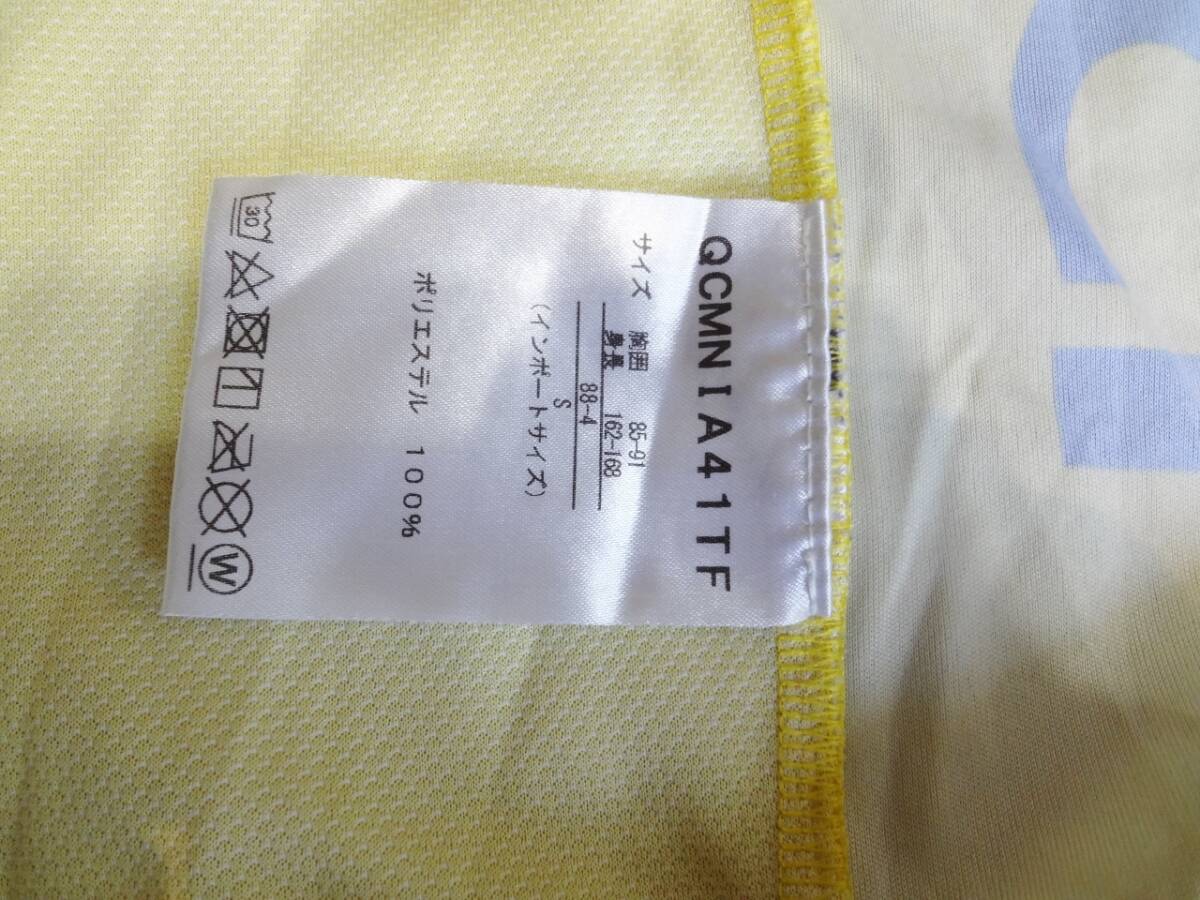 QCMNIA41TF
サイズ 胸囲 85-91
身長 162-168
88-4
S
(インポートサイズ)
ポリエステル 100%
30
W